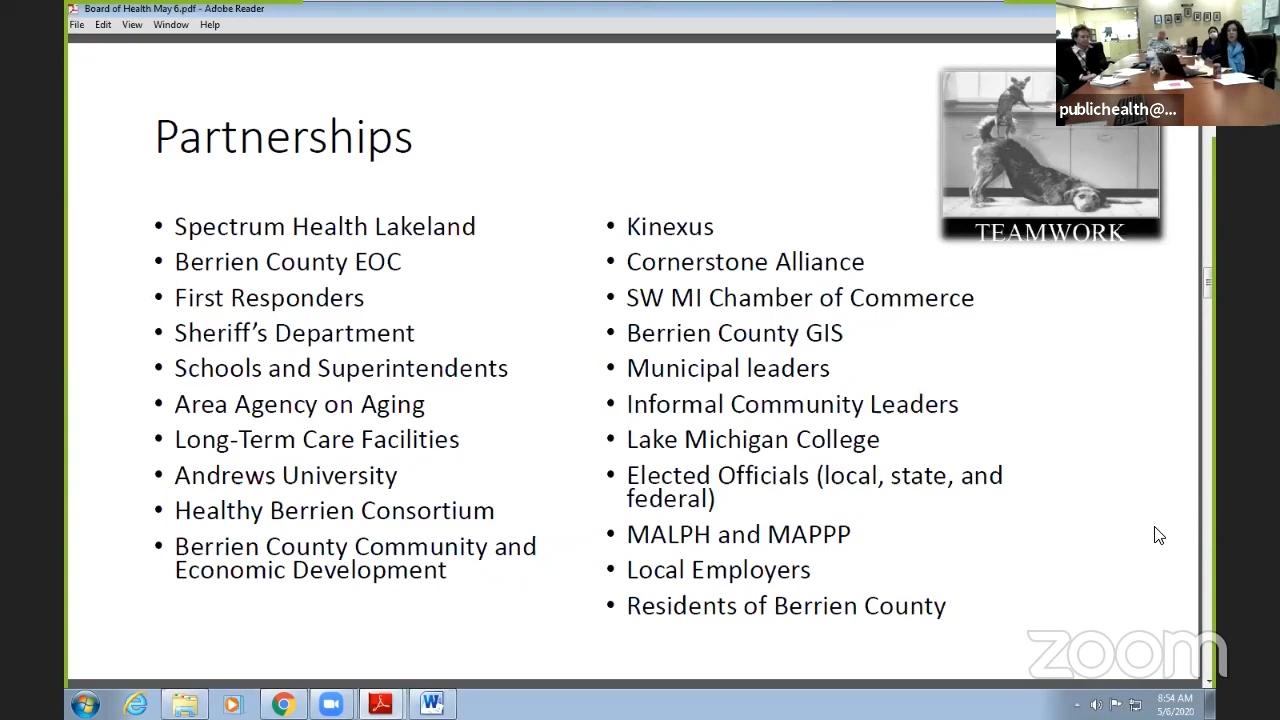 Board of Health May 6.pdf - Adobe Reader
File Edit View Window Help
publichealth@...
Partnerships
TEAMWORK
• Spectrum Health Lakeland
• Berrien County EOC
• First Responders
• Sheriff’s Department
• Schools and Superintendents
• Area Agency on Aging
• Long-Term Care Facilities
• Andrews University
• Healthy Berrien Consortium
• Berrien County Community and
Economic Development
• Kinexus
• Cornerstone Alliance
• SW MI Chamber of Commerce
• Berrien County GIS
• Municipal leaders
• Informal Community Leaders
• Lake Michigan College
• Elected Officials (local, state, and
federal)
• MALPH and MAPPP
• Local Employers
• Residents of Berrien County
zoom
8:54 AM
5/6/2020